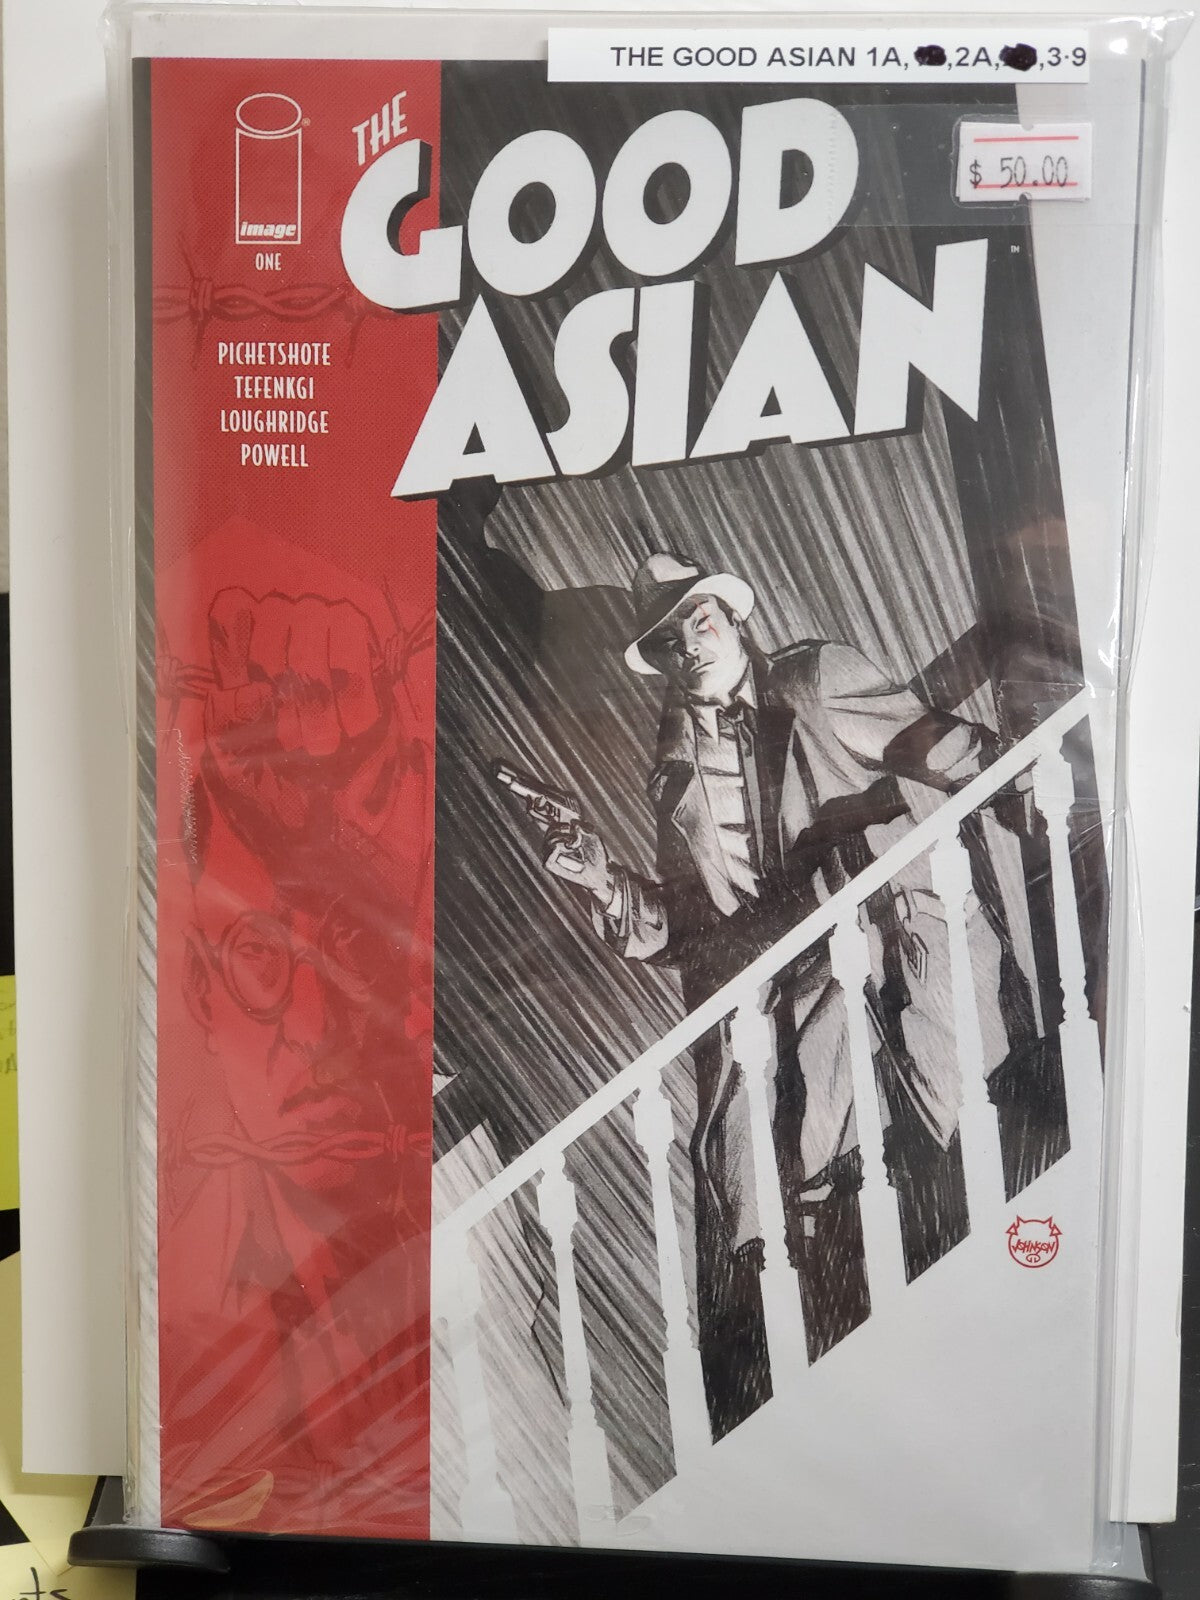 THE GOOD ASIAN 1A, ,2A, ,3-9
$ 50.00
THE
GOOD
ASIAN
TM
image
®
ONE
PICHETSHOTE
TEFENKGI
LOUGHRIDGE
POWELL
JOHNSON